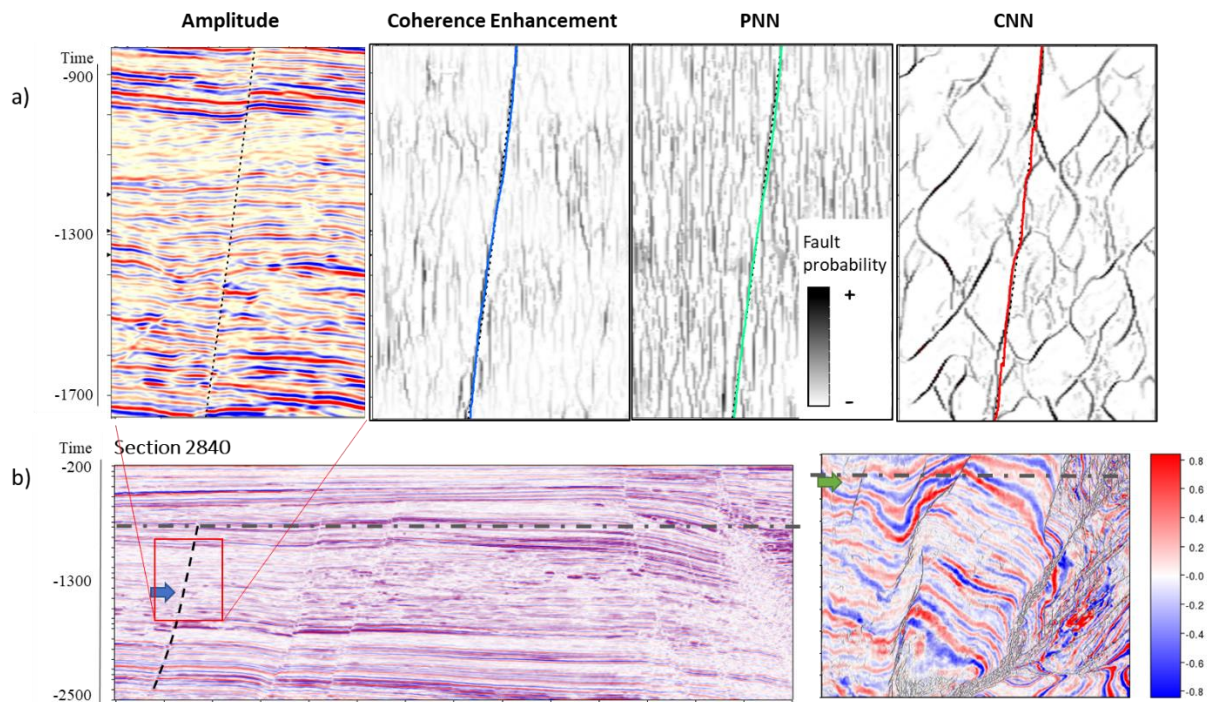 Amplitude
Coherence Enhancement
PNN
CNN
a)
Time
-900
-1300
-1700
Fault
probability
+
-
b)
Time
Section 2840
-200
-1300
-2500
0.8
0.6
0.4
0.2
-0.0
-0.2
-0.4
-0.6
-0.8